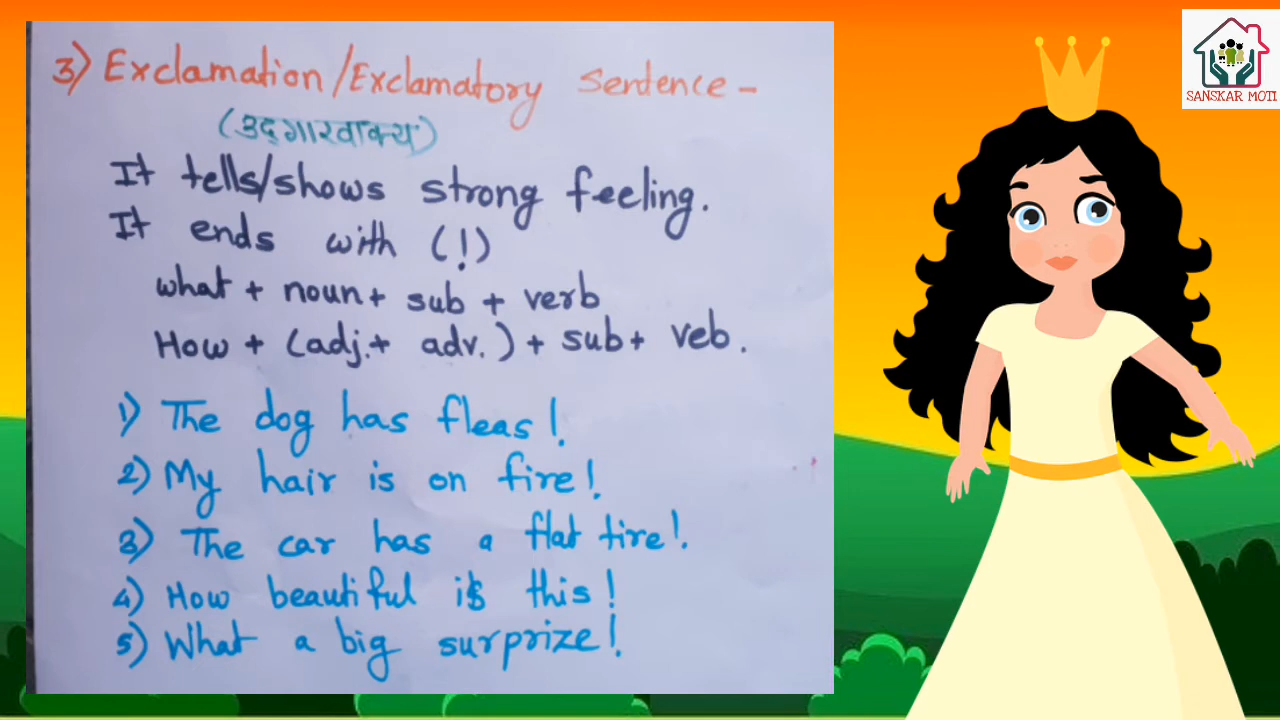 3) Exclamation/Exclamatory Sentence -
(उद्गारवाक्य)
It tells/shows strong feeling.
It ends with (!)
what + noun + sub + verb
How + (adj.+ adv.) + sub + veb.
1) The dog has fleas!
2) My hair is on fire!
3) The car has a flat tire!
4) How beautiful is this!
5) What a big surprize!
SANSKAR MOTI